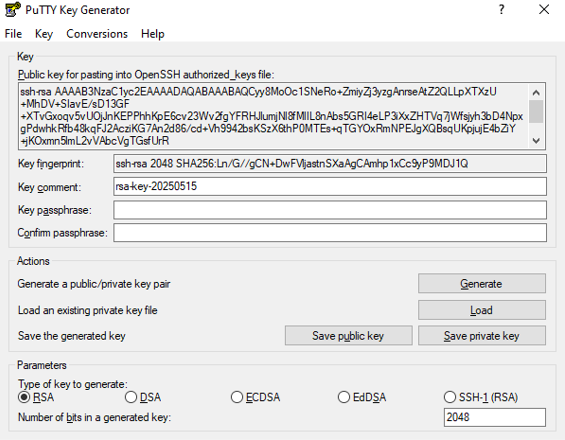 PuTTY Key Generator
File Key Conversions Help
Key
Public key for pasting into OpenSSH authorized_keys file:
ssh-rsa AAAAB3NzaC1yc2EAAAADAQABAAABAQCyy8MoOc1SNeRo+ZmiyZj3yzgAnrseAtZ2QLLpXTXzU
+MhDV+SIavE/sD13GF
+XTvGxoqv5vUOjJnKEPPhhKpE6cv23Wv2fgYFRHJlumjNl8fMIIL8nAbs5GRI4eLP3iXxZHTVq7jWfsjyh3bD4Npx
gPdwhkRfb48kqFJ2AcziKG7An2d86/cd+Vh9942bsKSzX6thP0MTEs+qTGYOxRmNPEJgXQBsqUKpjujE4bZiY
+jKOxmn5lmL2vVAbcVgTGsfUrR
Key fingerprint: ssh-rsa 2048 SHA256:Ln/G//gCN+DwFVljastnSXaAgCAmhp1xCc9yP9MDJ1Q
Key comment: rsa-key-20250515
Key passphrase:
Confirm passphrase:
Actions
Generate a public/private key pair Generate
Load an existing private key file Load
Save the generated key Save public key Save private key
Parameters
Type of key to generate:
RSA DSA ECDSA EdDSA SSH-1 (RSA)
Number of bits in a generated key: 2048